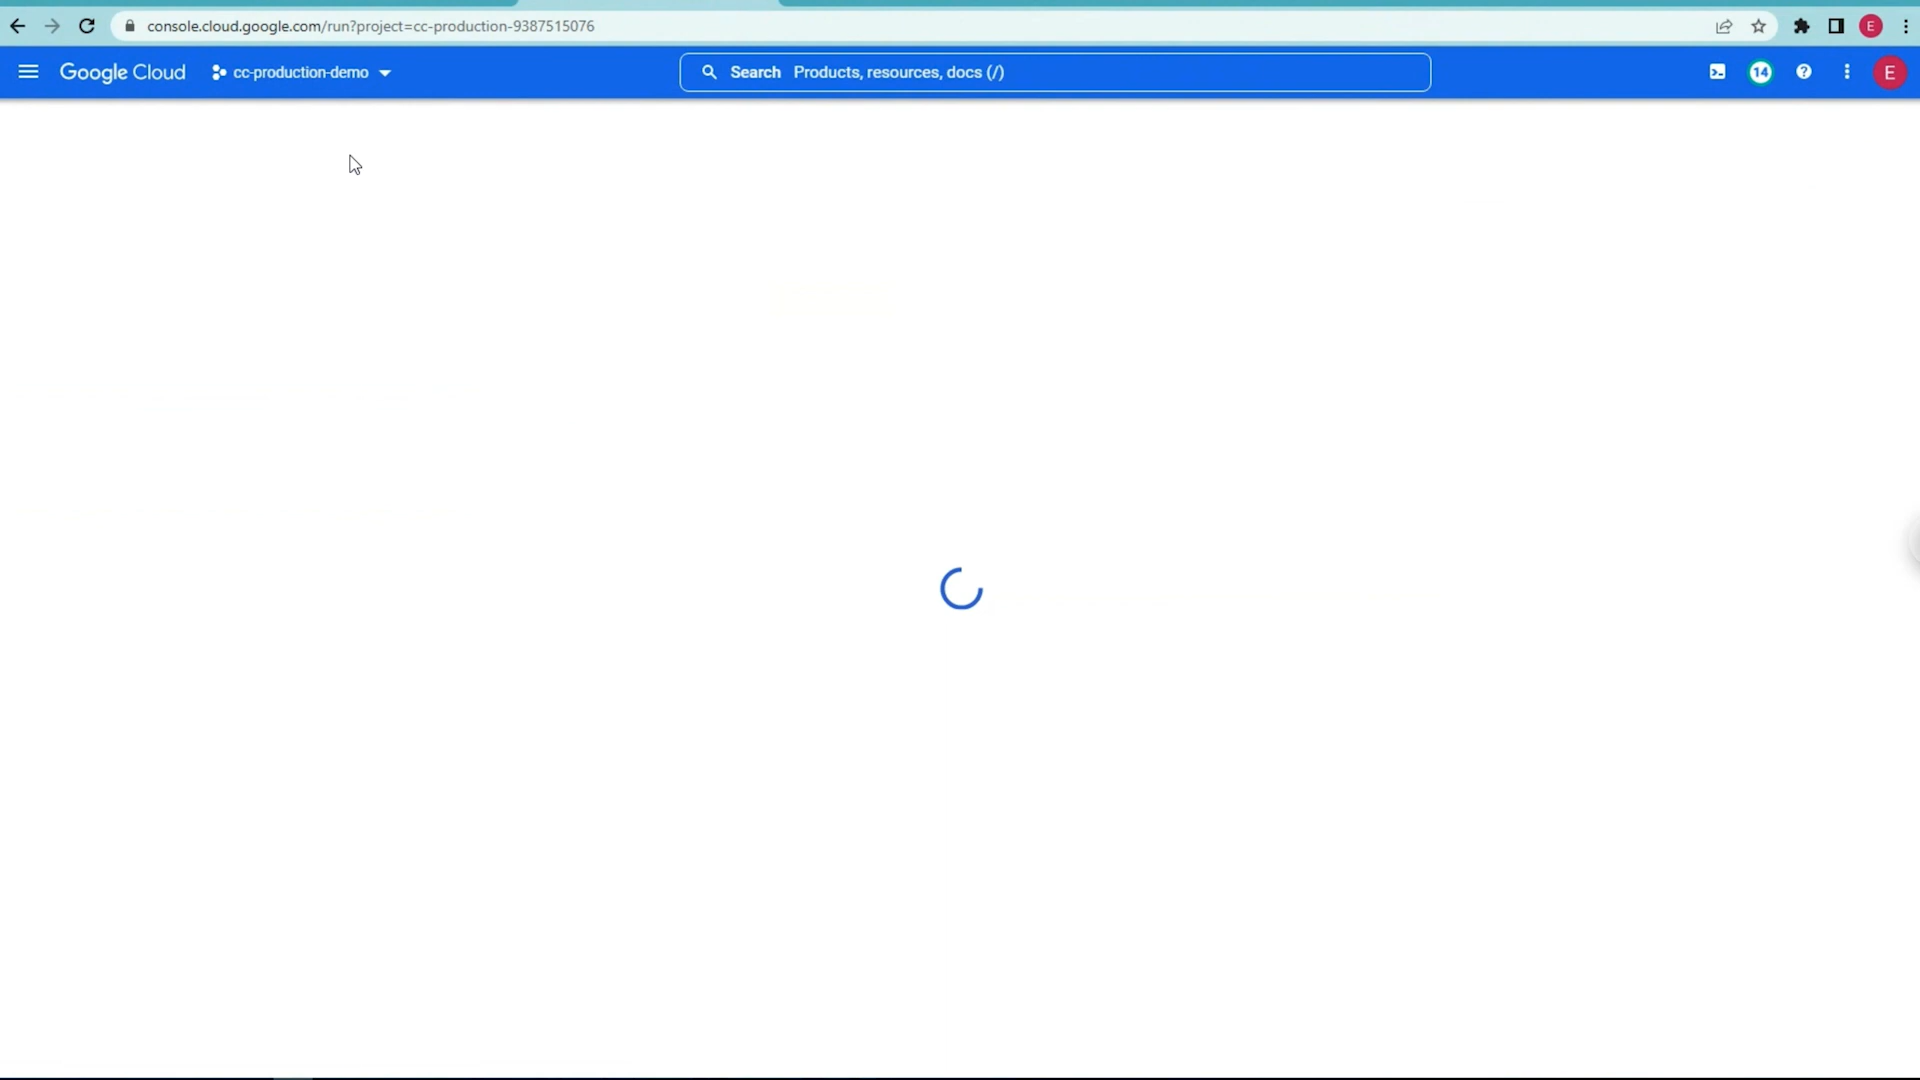 console.cloud.google.com/run?project=cc-production-9387515076
E
Google Cloud cc-production-demo Search Products, resources, docs (/) 14 E